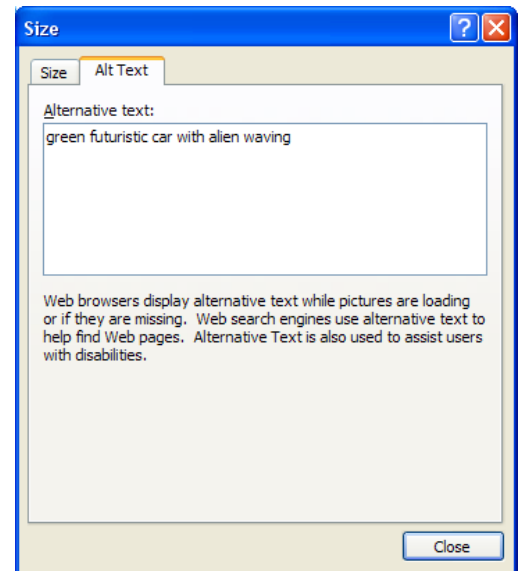 Size
Size Alt Text
Alternative text:
green futuristic car with alien waving
Web browsers display alternative text while pictures are loading
or if they are missing. Web search engines use alternative text to
help find Web pages. Alternative Text is also used to assist users
with disabilities.
Close